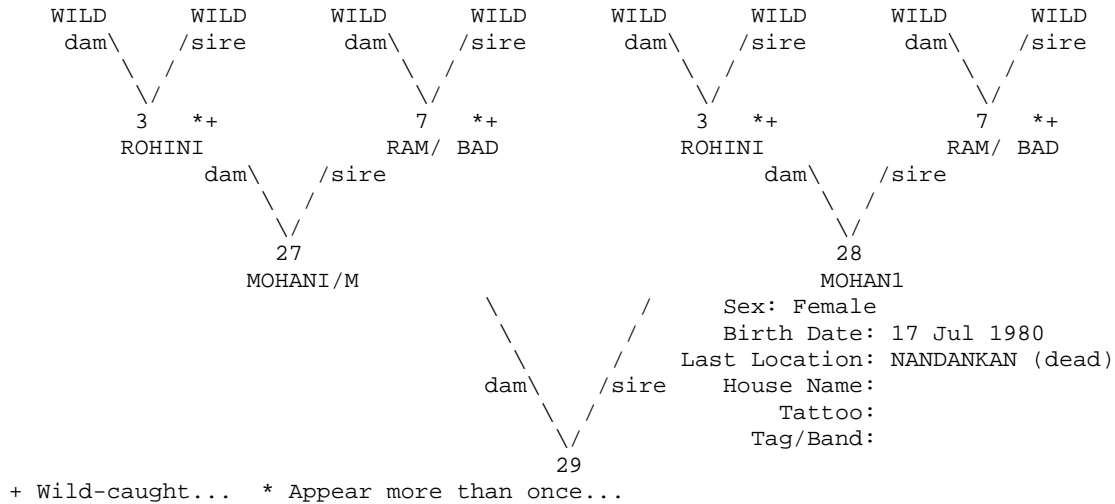 WILD WILD WILD WILD WILD WILD WILD WILD
dam\ /sire dam\ /sire dam\ /sire dam\ /sire
3 *+ 7 *+ 3 *+ 7 *+
ROHINI RAM/ BAD ROHINI RAM/ BAD
dam\ /sire dam\ /sire
27 28
MOHANI/M MOHAN1
Sex: Female
Birth Date: 17 Jul 1980
Last Location: NANDANKAN (dead)
dam\ /sire House Name:
Tattoo:
Tag/Band:
29
+ Wild-caught... * Appear more than once...